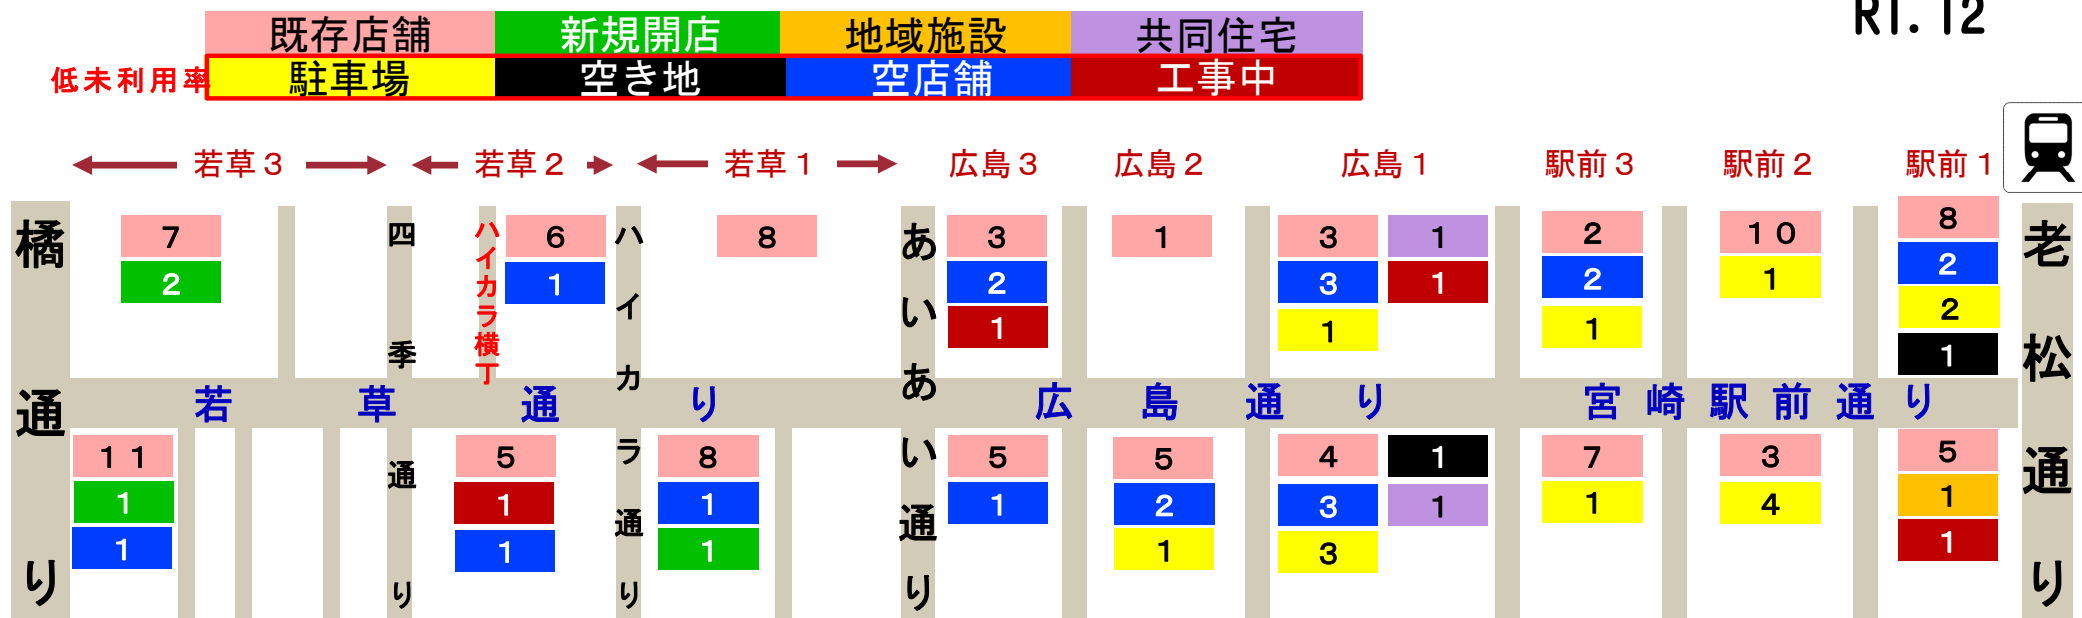 R1.12
既存店舗 新規開店 地域施設 共同住宅
低未利用率 駐車場 空き地 空店舗 工事中
若草3 若草2 若草1 広島3 広島2 広島1 駅前3 駅前2 駅前1
橘通り
四季通り
ハイカラ横丁
ハイカラ通り
あいあい通り
老松通り
7 6 8 3 1 3 1 2 10 8
2 1 2 3 1 2 1 2
1 1 1 2
1
若草通り 広島通り 宮崎駅前通り
11 5 8 5 5 4 1 7 3 5
1 1 1 1 2 3 1 1 4 1
1 1 1 1 3 1